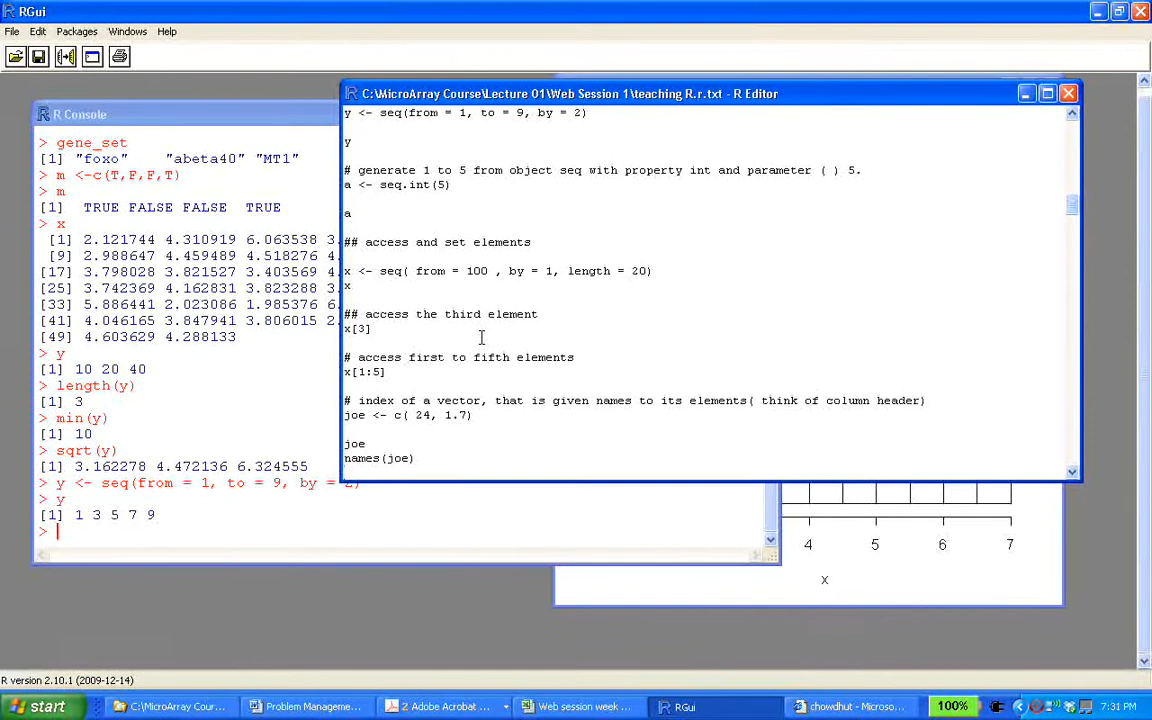 RGui
File Edit Packages Windows Help
R Console
> gene_set
[1] "foxo" "abeta40" "MT1"
> m <-c(T,F,F,T)
> m
[1] TRUE FALSE FALSE TRUE
> x
[1] 2.121744 4.310919 6.063538 3.
[9] 2.988647 4.459489 4.518276 4.
[17] 3.798028 3.821527 3.403569 4.
[25] 3.742369 4.162831 3.823288 3.
[33] 5.886441 2.023086 1.985376 6.
[41] 4.046165 3.847941 3.806015 2.
[49] 4.603629 4.288133
> y
[1] 10 20 40
> length(y)
[1] 3
> min(y)
[1] 10
> sqrt(y)
[1] 3.162278 4.472136 6.324555
> y <- seq(from = 1, to = 9, by = 2)
> y
[1] 1 3 5 7 9
>
C:\MicroArray Course\Lecture 01\Web Session 1\teaching R.r.txt - R Editor
y <- seq(from = 1, to = 9, by = 2)
y
# generate 1 to 5 from object seq with property int and parameter ( ) 5.
a <- seq.int(5)
a
## access and set elements
x <- seq( from = 100 , by = 1, length = 20)
x
## access the third element
x[3]
# access first to fifth elements
x[1:5]
# index of a vector, that is given names to its elements( think of column header)
joe <- c( 24, 1.7)
joe
names(joe)
4 5 6 7
x
R version 2.10.1 (2009-12-14)
start
C:\MicroArray Cour...
Problem Manageme...
2 Adobe Acrobat ...
Web session week ...
RGui
chowdhut - Microso...
100%
7:31 PM